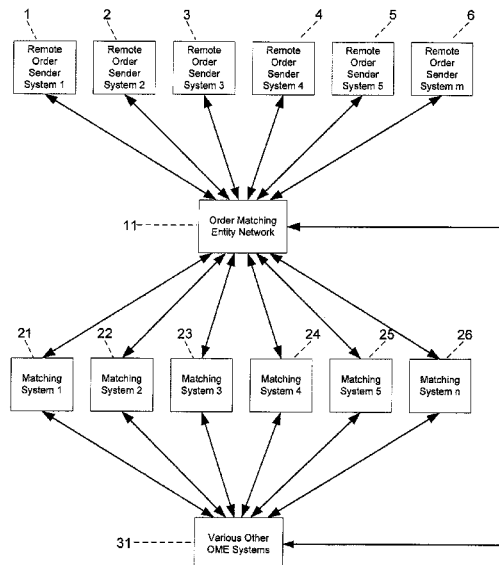 1 2 3 4 5 6
Remote Order Sender System 1
Remote Order Sender System 2
Remote Order Sender System 3
Remote Order Sender System 4
Remote Order Sender System 5
Remote Order Sender System m
11
Order Matching
Entity Network
21 22 23 24 25 26
Matching System 1
Matching System 2
Matching System 3
Matching System 4
Matching System 5
Matching System n
31
Various Other
OME Systems